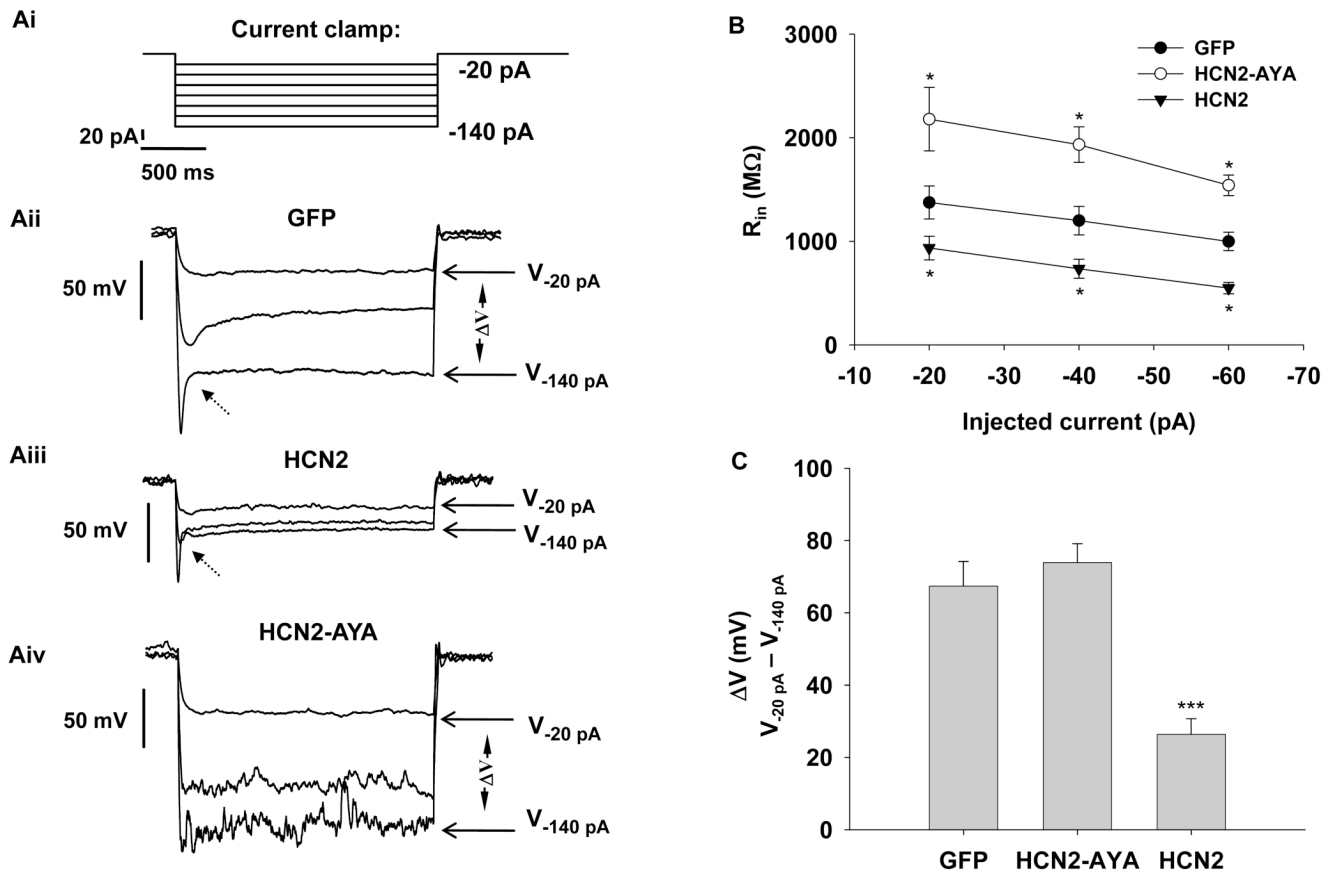 Ai
Current clamp:
-20 pA
-140 pA
20 pA
500 ms
Aii
GFP
50 mV
V-20 pA
ΔV
V-140 pA
Aiii
HCN2
50 mV
V-20 pA
V-140 pA
Aiv
HCN2-AYA
50 mV
V-20 pA
ΔV
V-140 pA
B
3000
2000
1000
0
Rin (MΩ)
GFP
HCN2-AYA
HCN2
* * *
* * *
-10 -20 -30 -40 -50 -60 -70
Injected current (pA)
C
100
80
60
40
20
0
ΔV (mV)
V-20 pA – V-140 pA
***
GFP HCN2-AYA HCN2